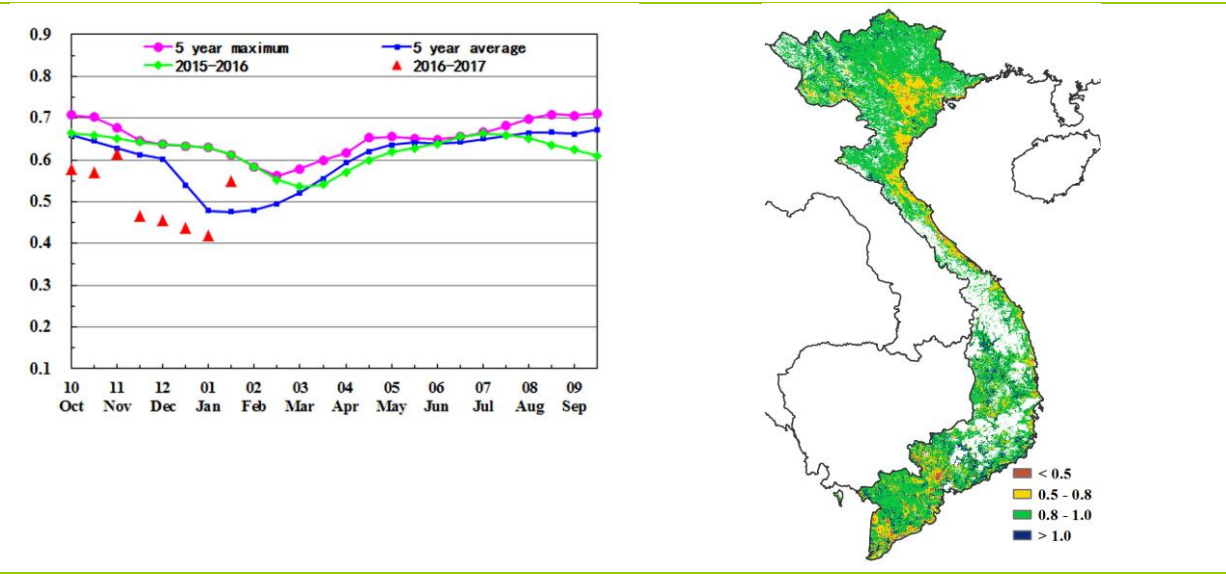 0.9
5 year maximum 5 year average
2015-2016 2016-2017
0.8
0.7
0.6
0.5
0.4
0.3
0.2
0.1
10 11 12 01 02 03 04 05 06 07 08 09
Oct Nov Dec Jan Feb Mar Apr May Jun Jul Aug Sep
< 0.5
0.5 - 0.8
0.8 - 1.0
> 1.0